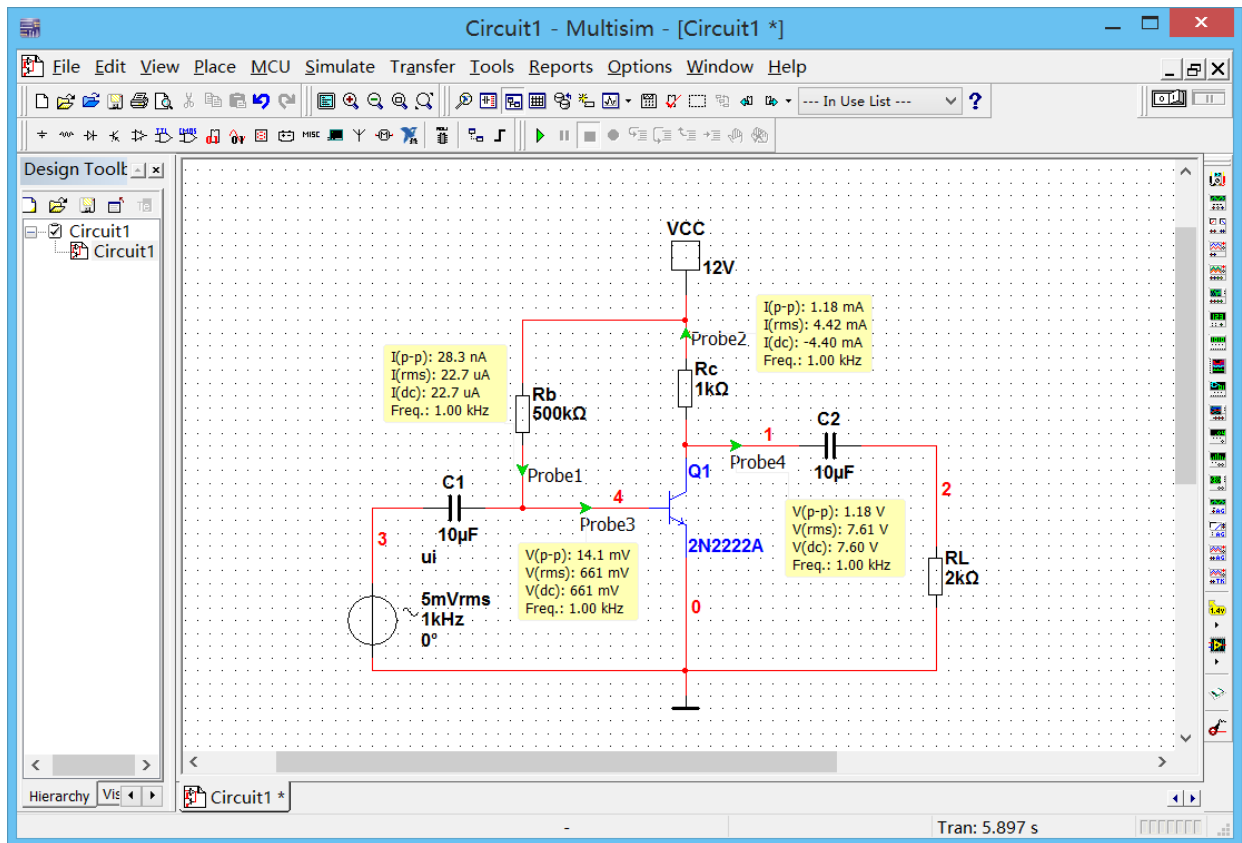 Circuit1 - Multisim - [Circuit1 *]
File Edit View Place MCU Simulate Transfer Tools Reports Options Window Help
--- In Use List ---
MISC
Design Toolb
Circuit1
Circuit1
VCC
12V
I(p-p): 1.18 mA
I(rms): 4.42 mA
I(dc): -4.40 mA
Freq.: 1.00 kHz
Probe2
I(p-p): 28.3 nA
I(rms): 22.7 uA
I(dc): 22.7 uA
Freq.: 1.00 kHz
Rb
500kΩ
Rc
1kΩ
C2
1
Probe4
10µF
Probe1
Q1
C1
4
2
Probe3
10µF
3
ui
V(p-p): 14.1 mV
V(rms): 661 mV
V(dc): 661 mV
Freq.: 1.00 kHz
2N2222A
V(p-p): 1.18 V
V(rms): 7.61 V
V(dc): 7.60 V
Freq.: 1.00 kHz
RL
2kΩ
5mVrms
1kHz
0°
0
Hierarchy Vis
Circuit1 *
-
Tran: 5.897 s